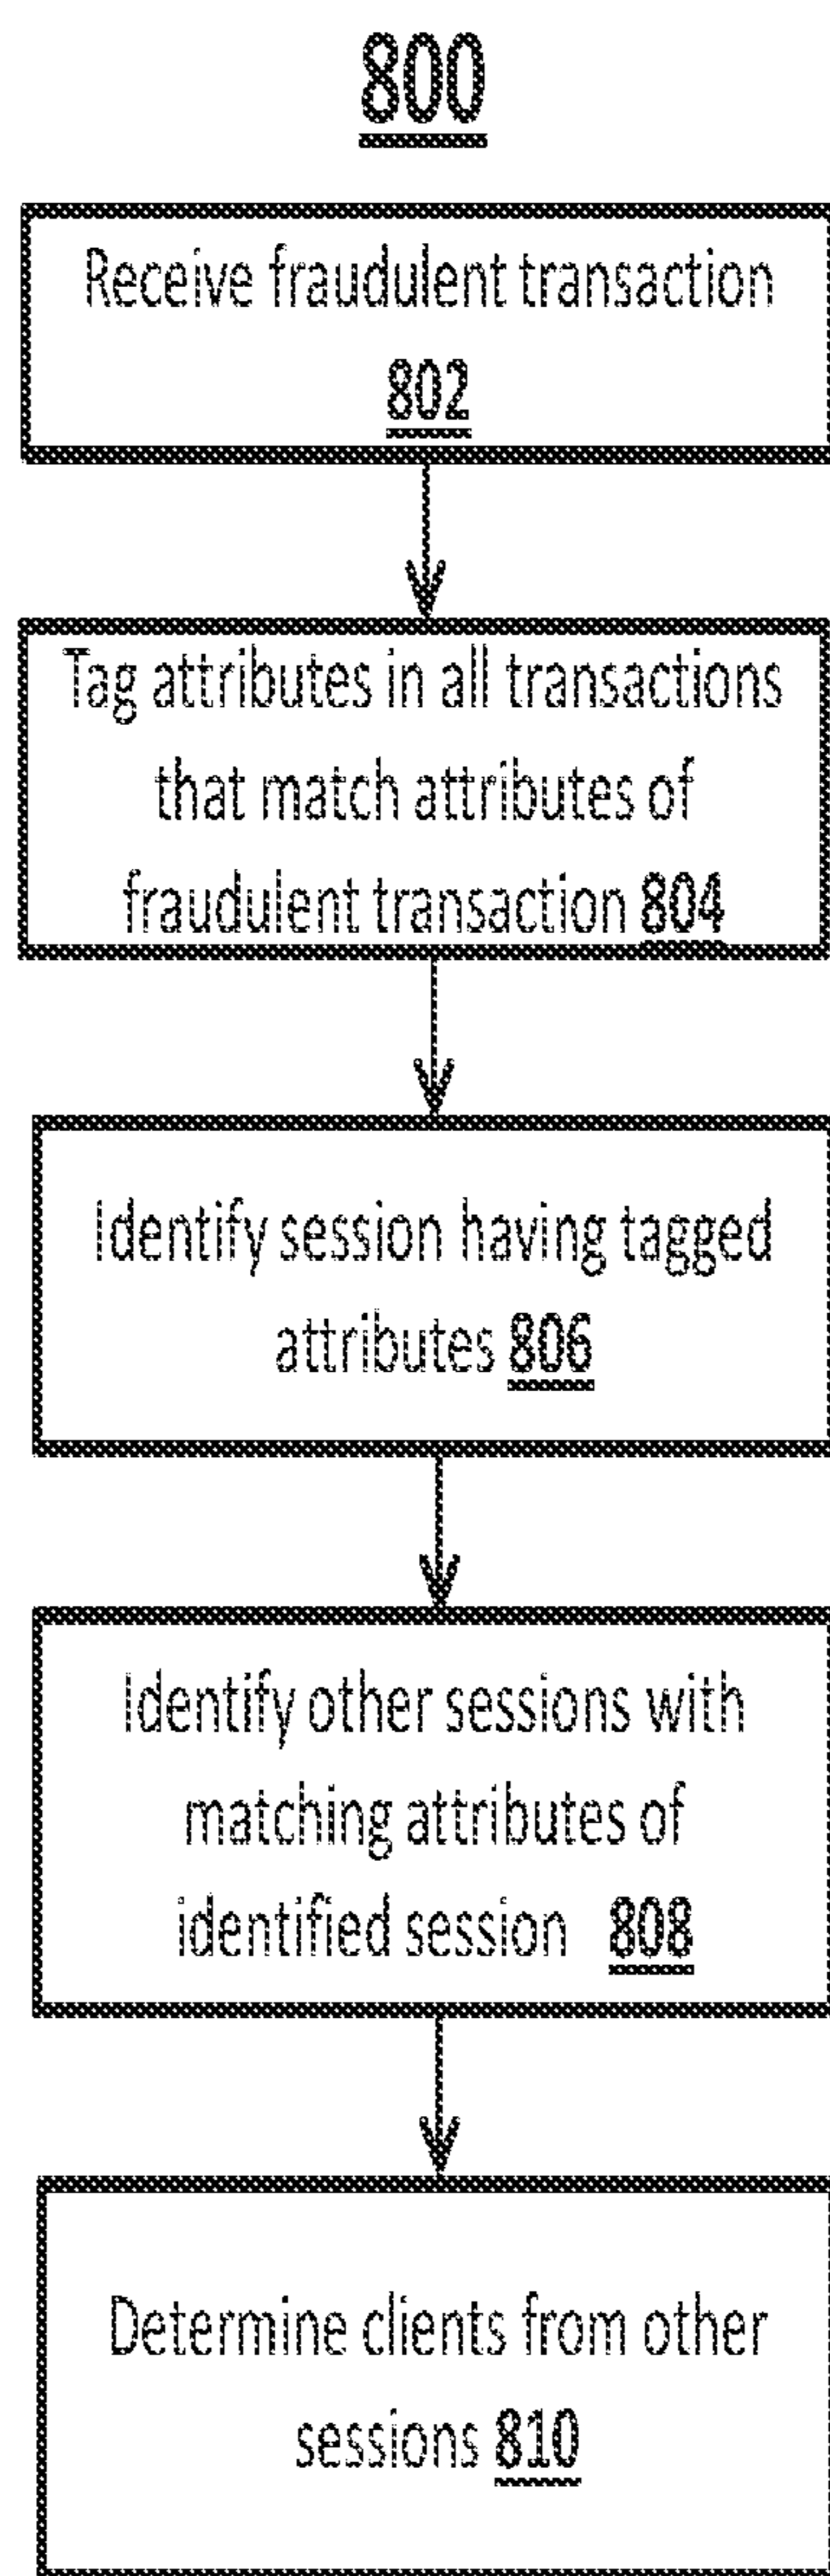 800
Receive fraudulent transaction
802
Tag attributes in all transactions
that match attributes of
fraudulent transaction 804
Identify session having tagged
attributes 806
Identify other sessions with
matching attributes of
identified session 808
Determine clients from other
sessions 810